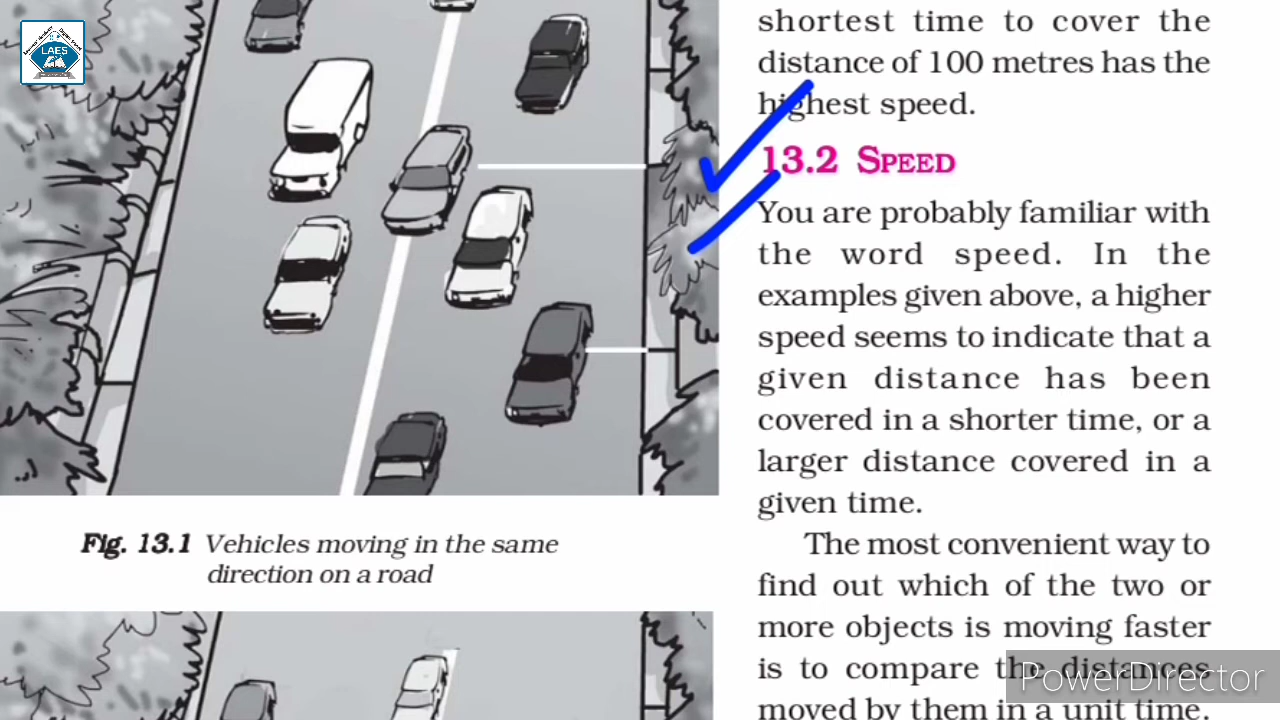 LAES
shortest time to cover the
distance of 100 metres has the
highest speed.
13.2 SPEED
You are probably familiar with
the word speed. In the
examples given above, a higher
speed seems to indicate that a
given distance has been
covered in a shorter time, or a
larger distance covered in a
given time.
The most convenient way to
find out which of the two or
more objects is moving faster
is to compare the distances
moved by them in a unit time.
Fig. 13.1 Vehicles moving in the same
direction on a road
PowerDirector